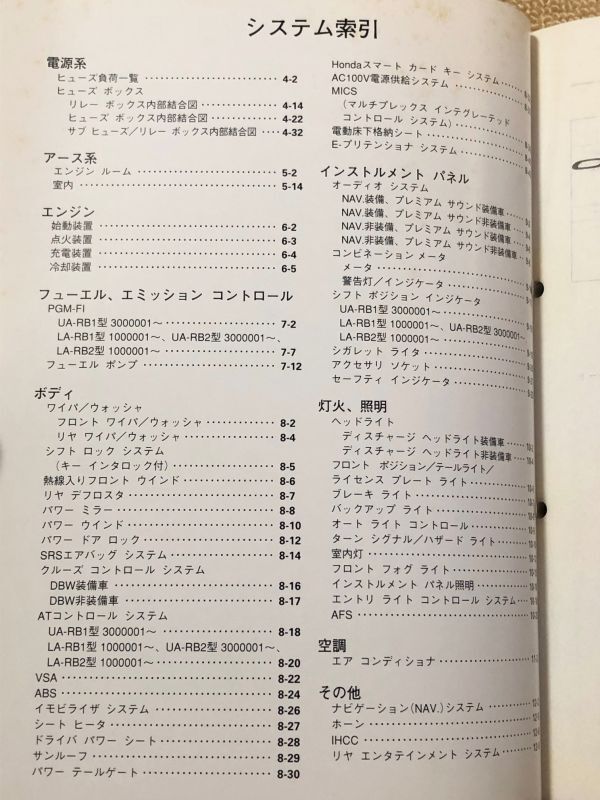 システム索引
電源系
ヒューズ負荷一覧 4-2
ヒューズ ボックス
リレー ボックス内部結合図 4-14
ヒューズ ボックス内部結合図 4-22
サブ ヒューズ／リレー ボックス内部結合図 4-32
アース系
エンジン ルーム 5-2
室内 5-14
エンジン
始動装置 6-2
点火装置 6-3
充電装置 6-4
冷却装置 6-5
フューエル、エミッション コントロール
PGM-FI
UA-RB1型 3000001～ 7-2
LA-RB1型 1000001～、UA-RB2型 3000001～、
LA-RB2型 1000001～ 7-7
フューエル ポンプ 7-12
ボディ
ワイパ／ウォッシャ
フロント ワイパ／ウォッシャ 8-2
リヤ ワイパ／ウォッシャ 8-4
シフト ロック システム
（キー インタロック付） 8-5
熱線入りフロント ウインド 8-6
リヤ デフロスタ 8-7
パワー ミラー 8-8
パワー ウインド 8-10
パワー ドア ロック 8-12
SRSエアバッグ システム 8-14
クルーズ コントロール システム
DBW装備車 8-16
DBW非装備車 8-17
ATコントロール システム
UA-RB1型 3000001～ 8-18
LA-RB1型 1000001～、UA-RB2型 3000001～、
LA-RB2型 1000001～ 8-20
VSA 8-22
ABS 8-24
イモビライザ システム 8-26
シート ヒータ 8-27
ドライバ パワー シート 8-28
サンルーフ 8-29
パワー テールゲート 8-30
Hondaスマート カード キー システム
AC100V電源供給システム
MICS
（マルチプレックス インテグレーテッド
コントロール システム）
電動床下格納シート
E-プリテンショナ システム
インストルメント パネル
オーディオ システム
NAV.装備、プレミアム サウンド装備車
NAV.装備、プレミアム サウンド非装備車
NAV.非装備、プレミアム サウンド装備車
NAV.非装備、プレミアム サウンド非装備車
コンビネーション メータ
メータ
警告灯／インジケータ
シフト ポジション インジケータ
UA-RB1型 3000001～
LA-RB1型 1000001～、UA-RB2型 3000001～
LA-RB2型 1000001～
シガレット ライタ
アクセサリ ソケット
セーフティ インジケータ
灯火、照明
ヘッドライト
ディスチャージ ヘッドライト装備車
ディスチャージ ヘッドライト非装備車
フロント ポジション／テールライト／
ライセンス プレート ライト
ブレーキ ライト
バックアップ ライト
オート ライト コントロール
ターン シグナル／ハザード ライト
室内灯
フロント フォグ ライト
インストルメント パネル照明
エントリ ライト コントロール システム
AFS
空調
エア コンディショナ
その他
ナビゲーション（NAV.）システム
ホーン
IHCC
リヤ エンタテインメント システム